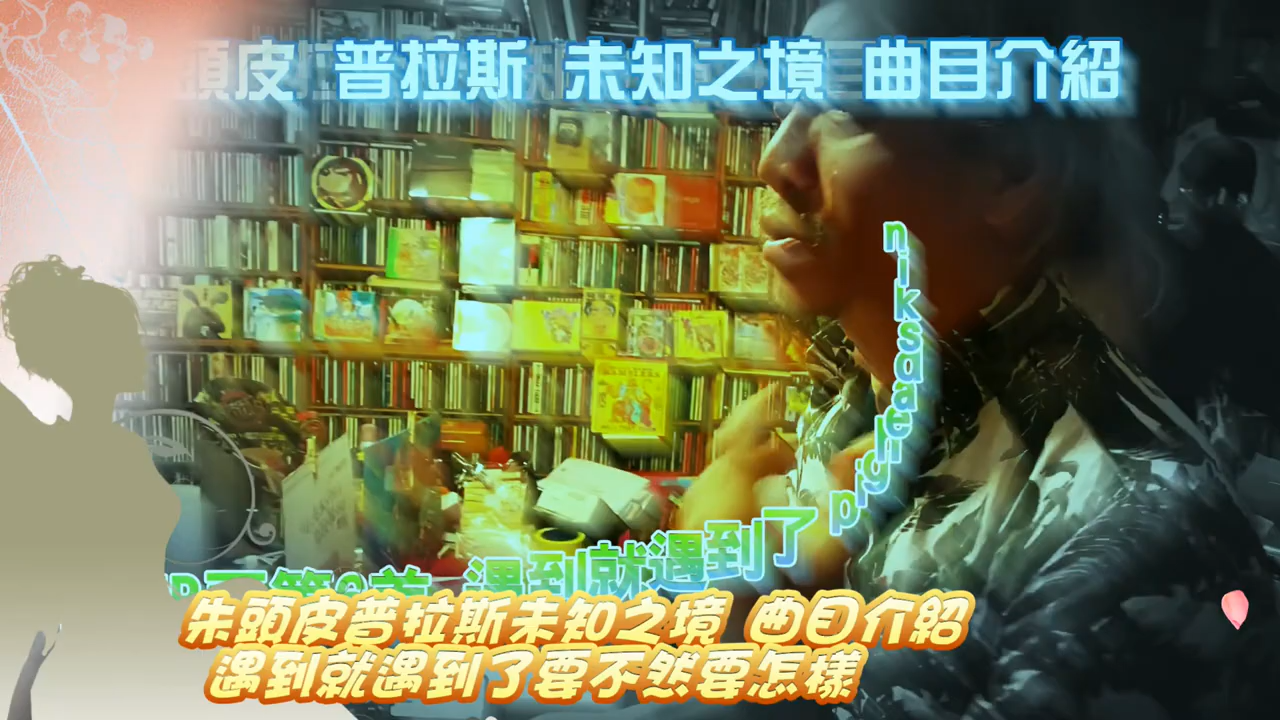 頭皮 普拉斯 未知之境 曲目介紹
遇到就遇到了 pigheadskin
朱頭皮普拉斯未知之境 曲目介紹
遇到就遇到了要不然要怎樣